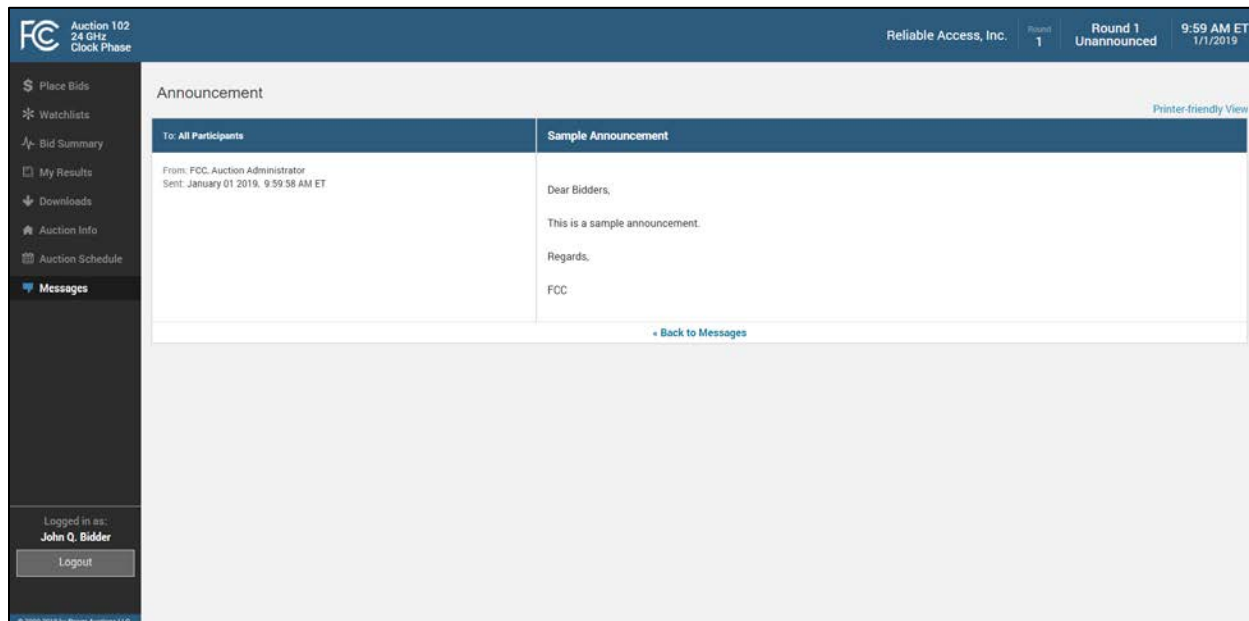 FCC
Auction 102
24 GHz
Clock Phase
Reliable Access, Inc.
Round
1
Round 1
Unannounced
9:59 AM ET
1/1/2019
Place Bids
Watchlists
Bid Summary
My Results
Downloads
Auction Info
Auction Schedule
Messages
Announcement
Printer-friendly View
To: All Participants
Sample Announcement
From: FCC. Auction Administrator
Sent: January 01 2019, 9:59:58 AM ET
Dear Bidders,
This is a sample announcement.
Regards,
FCC
« Back to Messages
Logged in as:
John Q. Bidder
Logout